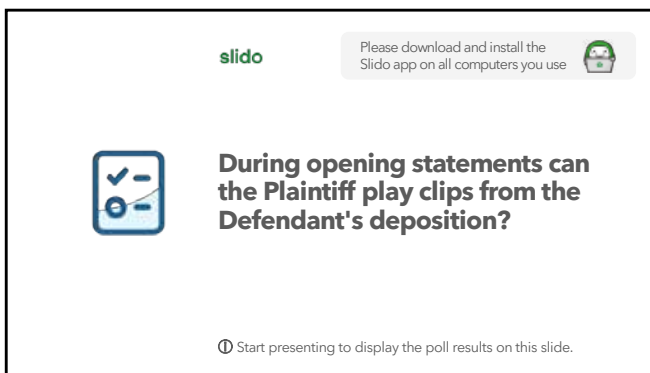 slido
Please download and install the
Slido app on all computers you use
During opening statements can
the Plaintiff play clips from the
Defendant's deposition?
Start presenting to display the poll results on this slide.